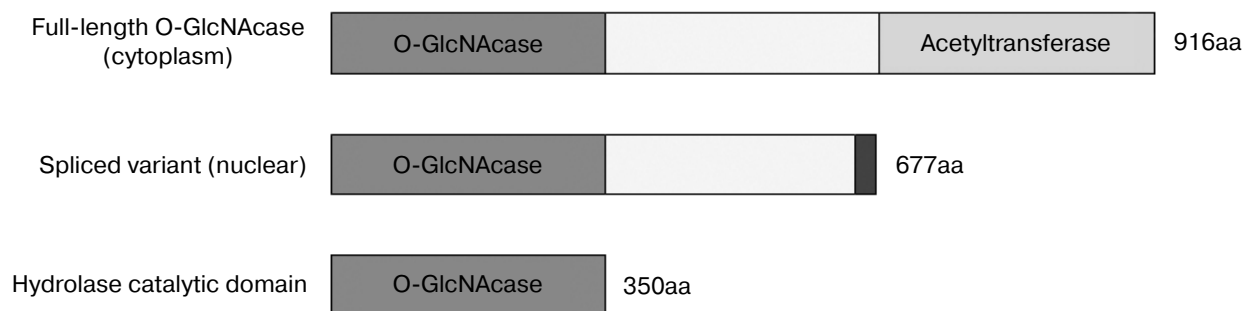 Full-length O-GlcNAcase
(cytoplasm)
O-GlcNAcase
Acetyltransferase
916aa
Spliced variant (nuclear)
O-GlcNAcase
677aa
Hydrolase catalytic domain
O-GlcNAcase
350aa